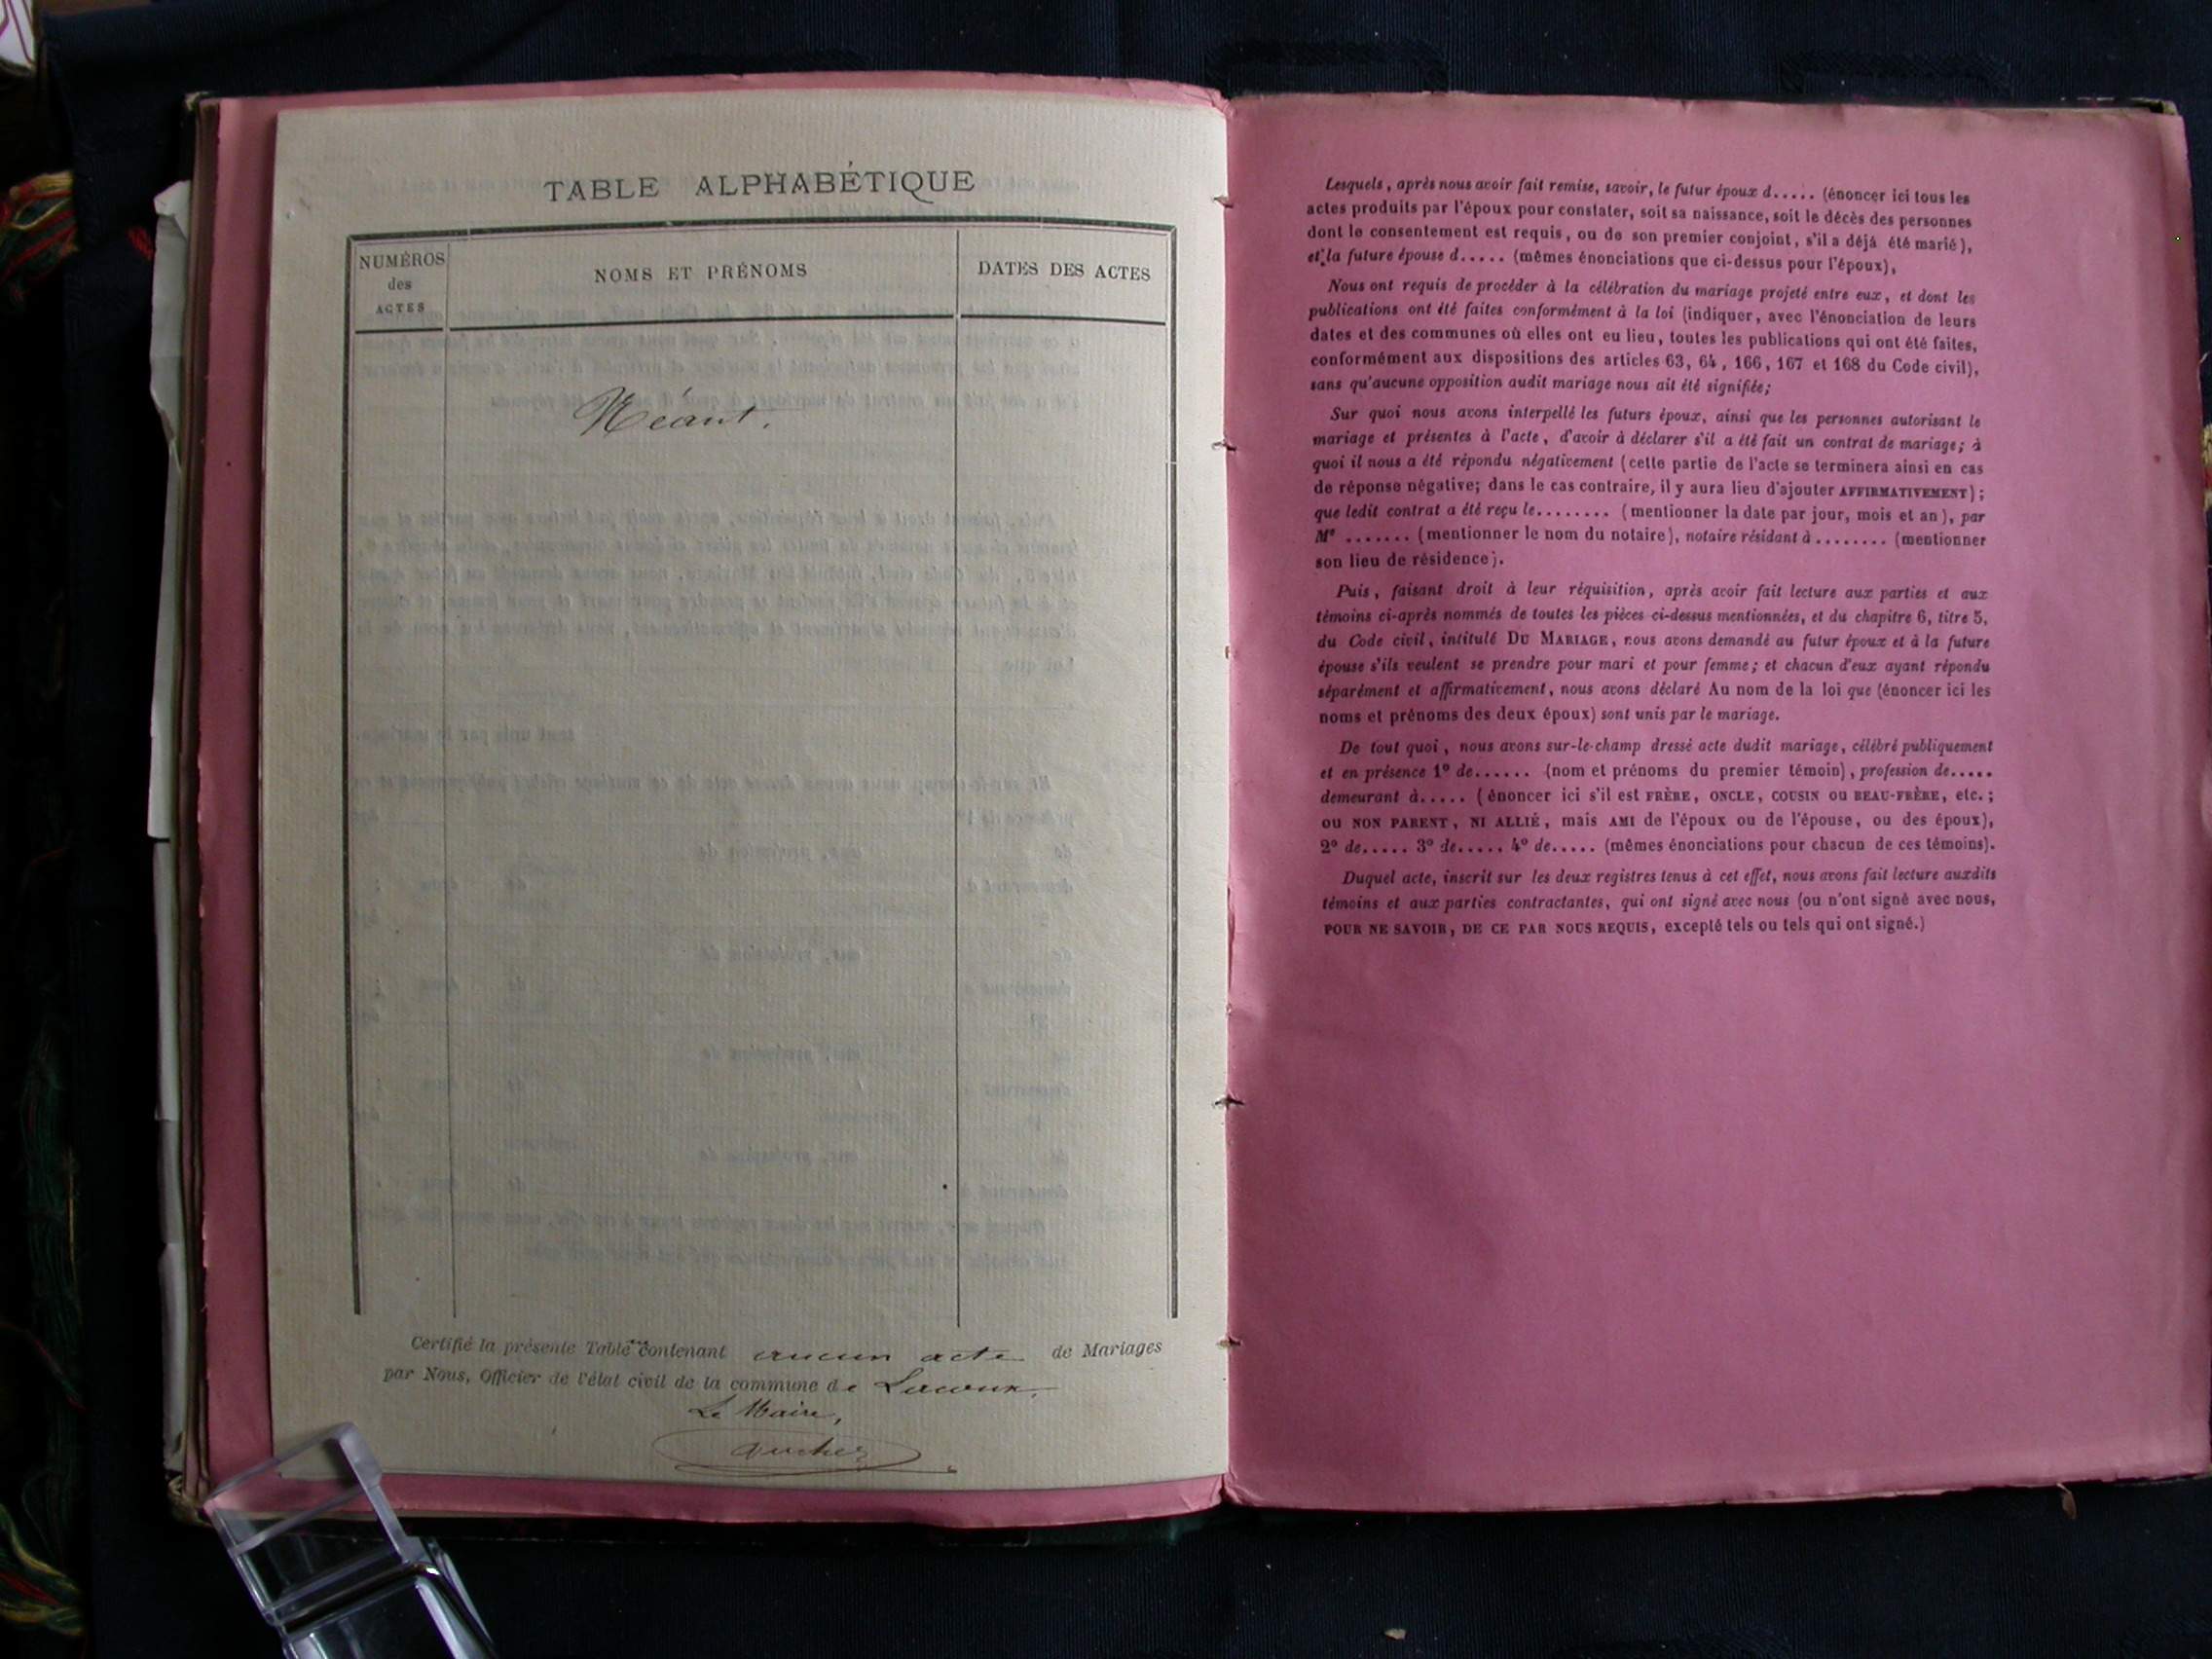 TABLE ALPHABÉTIQUE
NUMÉROS
des
ACTES
NOMS ET PRÉNOMS
DATES DES ACTES
Néant.
Certifié la présente Table contenant aucun acte de Mariages
par Nous, Officier de l'état civil de la commune de Lacoux.
Le Maire,
Lesquels, après nous avoir fait remise, savoir, le futur époux d..... (énoncer ici tous les
actes produits par l'époux pour constater, soit sa naissance, soit le décès des personnes
dont le consentement est requis, ou de son premier conjoint, s'il a déjà été marié),
et la future épouse d..... (mêmes énonciations que ci-dessus pour l'époux),
Nous ont requis de procéder à la célébration du mariage projeté entre eux, et dont les
publications ont été faites conformément à la loi (indiquer, avec l'énonciation de leurs
dates et des communes où elles ont eu lieu, toutes les publications qui ont été faites,
conformément aux dispositions des articles 63, 64, 166, 167 et 168 du Code civil),
sans qu'aucune opposition audit mariage nous ait été signifiée;
Sur quoi nous avons interpellé les futurs époux, ainsi que les personnes autorisant le
mariage et présentes à l'acte, d'avoir à déclarer s'il a été fait un contrat de mariage; à
quoi il nous a été répondu négativement (cette partie de l'acte se terminera ainsi en cas
de réponse négative; dans le cas contraire, il y aura lieu d'ajouter AFFIRMATIVEMENT);
que ledit contrat a été reçu le........ (mentionner la date par jour, mois et an), par
Me ....... (mentionner le nom du notaire), notaire résidant à ........ (mentionner
son lieu de résidence).
Puis, faisant droit à leur réquisition, après avoir fait lecture aux parties et aux
témoins ci-après nommés de toutes les pièces ci-dessus mentionnées, et du chapitre 6, titre 5,
du Code civil, intitulé DU MARIAGE, nous avons demandé au futur époux et à la future
épouse s'ils veulent se prendre pour mari et pour femme; et chacun d'eux ayant répondu
séparément et affirmativement, nous avons déclaré Au nom de la loi que (énoncer ici les
noms et prénoms des deux époux) sont unis par le mariage.
De tout quoi, nous avons sur-le-champ dressé acte dudit mariage, célébré publiquement
et en présence 1º de...... (nom et prénoms du premier témoin), profession de.....
demeurant à..... (énoncer ici s'il est FRÈRE, ONCLE, COUSIN OU BEAU-FRÈRE, etc.;
ou NON PARENT, NI ALLIÉ, mais AMI de l'époux ou de l'épouse, ou des époux),
2º de..... 3º de..... 4º de..... (mêmes énonciations pour chacun de ces témoins).
Duquel acte, inscrit sur les deux registres tenus à cet effet, nous avons fait lecture auxdits
témoins et aux parties contractantes, qui ont signé avec nous (ou n'ont signé avec nous,
POUR NE SAVOIR, DE CE PAR NOUS REQUIS, excepté tels ou tels qui ont signé.)